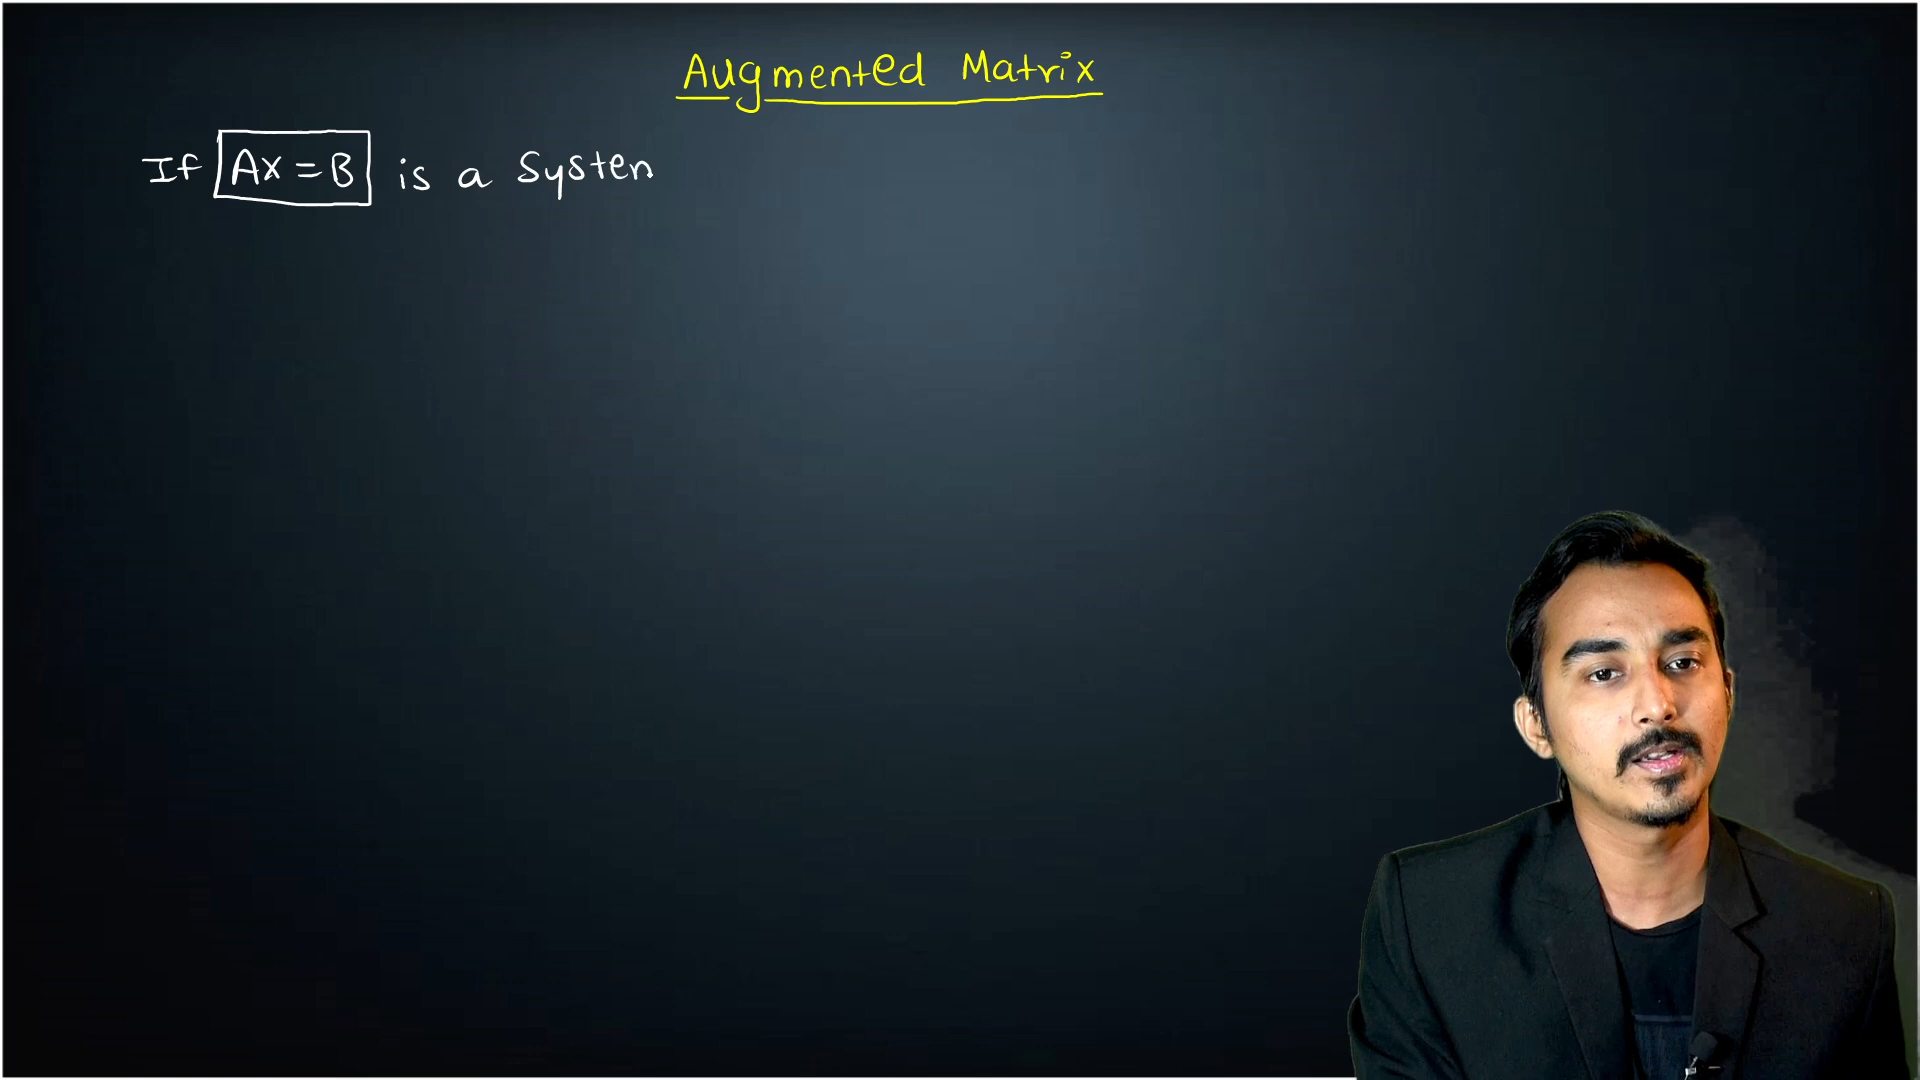 Augmented Matrix
If AX = B is a Systen